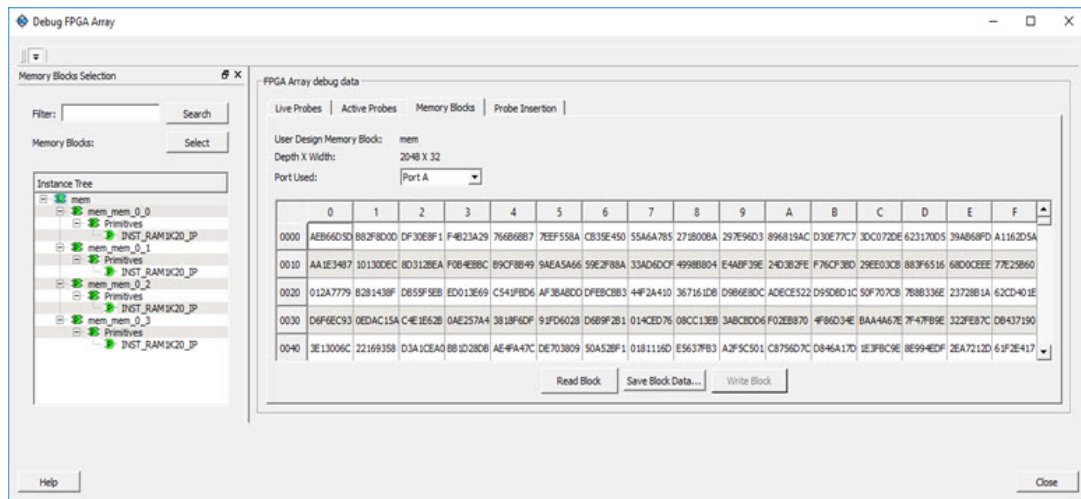 Debug FPGA Array
Memory Blocks Selection
Filter:
Search
Memory Blocks:
Select
Instance Tree
mem
mem_mem_0_0
Primitives
INST_RAM1K20_IP
mem_mem_0_1
Primitives
INST_RAM1K20_IP
mem_mem_0_2
Primitives
INST_RAM1K20_IP
mem_mem_0_3
Primitives
INST_RAM1K20_IP
FPGA Array debug data
Live Probes Active Probes Memory Blocks Probe Insertion
User Design Memory Block: mem
Depth X Width: 2048 X 32
Port Used: Port A
0 1 2 3 4 5 6 7 8 9 A B C D E F
0000 AEB66D5D B82F8D0D DF30E8F1 F4B23A29 766B6BB7 7EEF558A CB35E450 55A6A785 271B00BA 297E96D3 896819AC D30E77C7 3DC072DE 623170D5 39AB68FD A1162D5A
0010 AA1E3487 10130DEC 8D312BEA F0B4EBBC B9CF8B49 9AEA5A66 59E2F88A 33AD6DCF 4998B804 E4ABF39E 24D3B2FE F76CF3BD 29EE03CB 883F6516 68D0CEEE 77E25B60
0020 012A7779 B281438F DB55F5EB ED013E69 C541FBD6 AF3BABDD DFEBCBB3 44F2A410 367161DB D9B6E8DC ADECE522 D95D8D1C 50F707CB 7B8B336E 23728B1A 62CD401E
0030 D6F6EC93 0EDAC15A C4E1E62B 0AE257A4 3818F6DF 91FD6028 D6B9F2B1 014CED76 08CC13EB 3ABCBDD6 F02EB870 4F86D34E BAA4A67E 7F47FB9E 322FE87C DB437190
0040 3E13006C 22169358 D3A1CEA0 BB1D28DB AE4FA47C DE703809 50A52BF1 0181116D E5637FB3 A2F5C501 C8756D7C D846A17D 1E3FBC9E 8E994EDF 2EA7212D 61F2E417
Read Block Save Block Data... Write Block
Help
Close